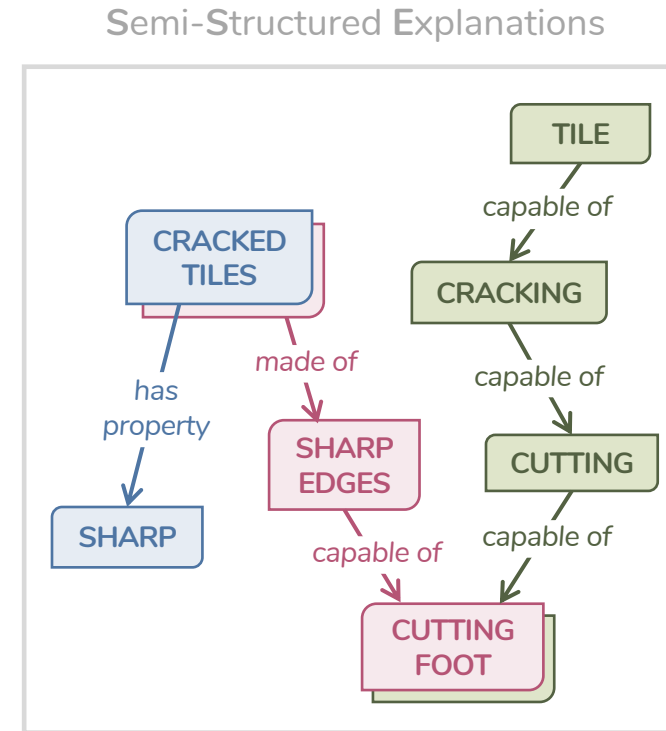 Semi-Structured Explanations
TILE
capable of
CRACKED
TILES
CRACKING
made of
has
property
capable of
SHARP
EDGES
CUTTING
SHARP
capable of
capable of
CUTTING
FOOT